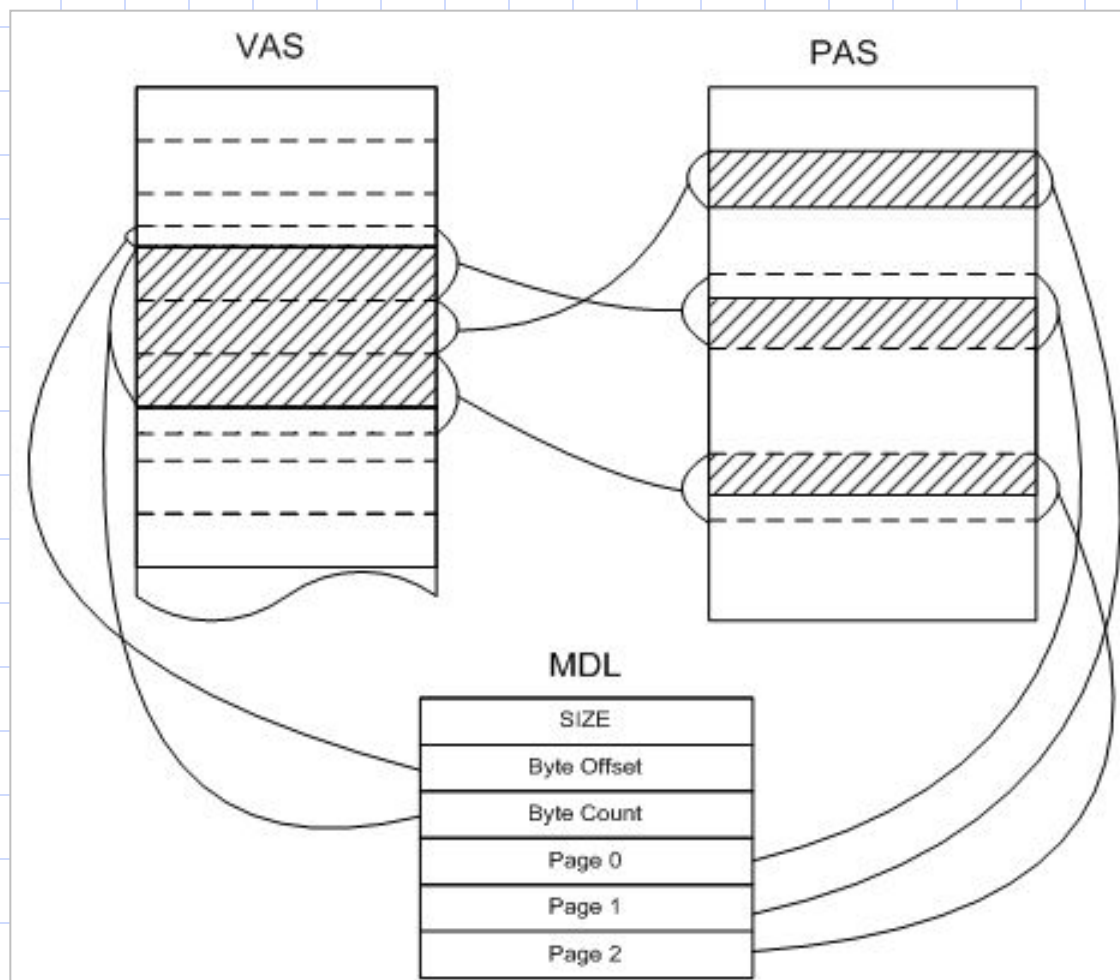 VAS
PAS
MDL
SIZE
Byte Offset
Byte Count
Page 0
Page 1
Page 2